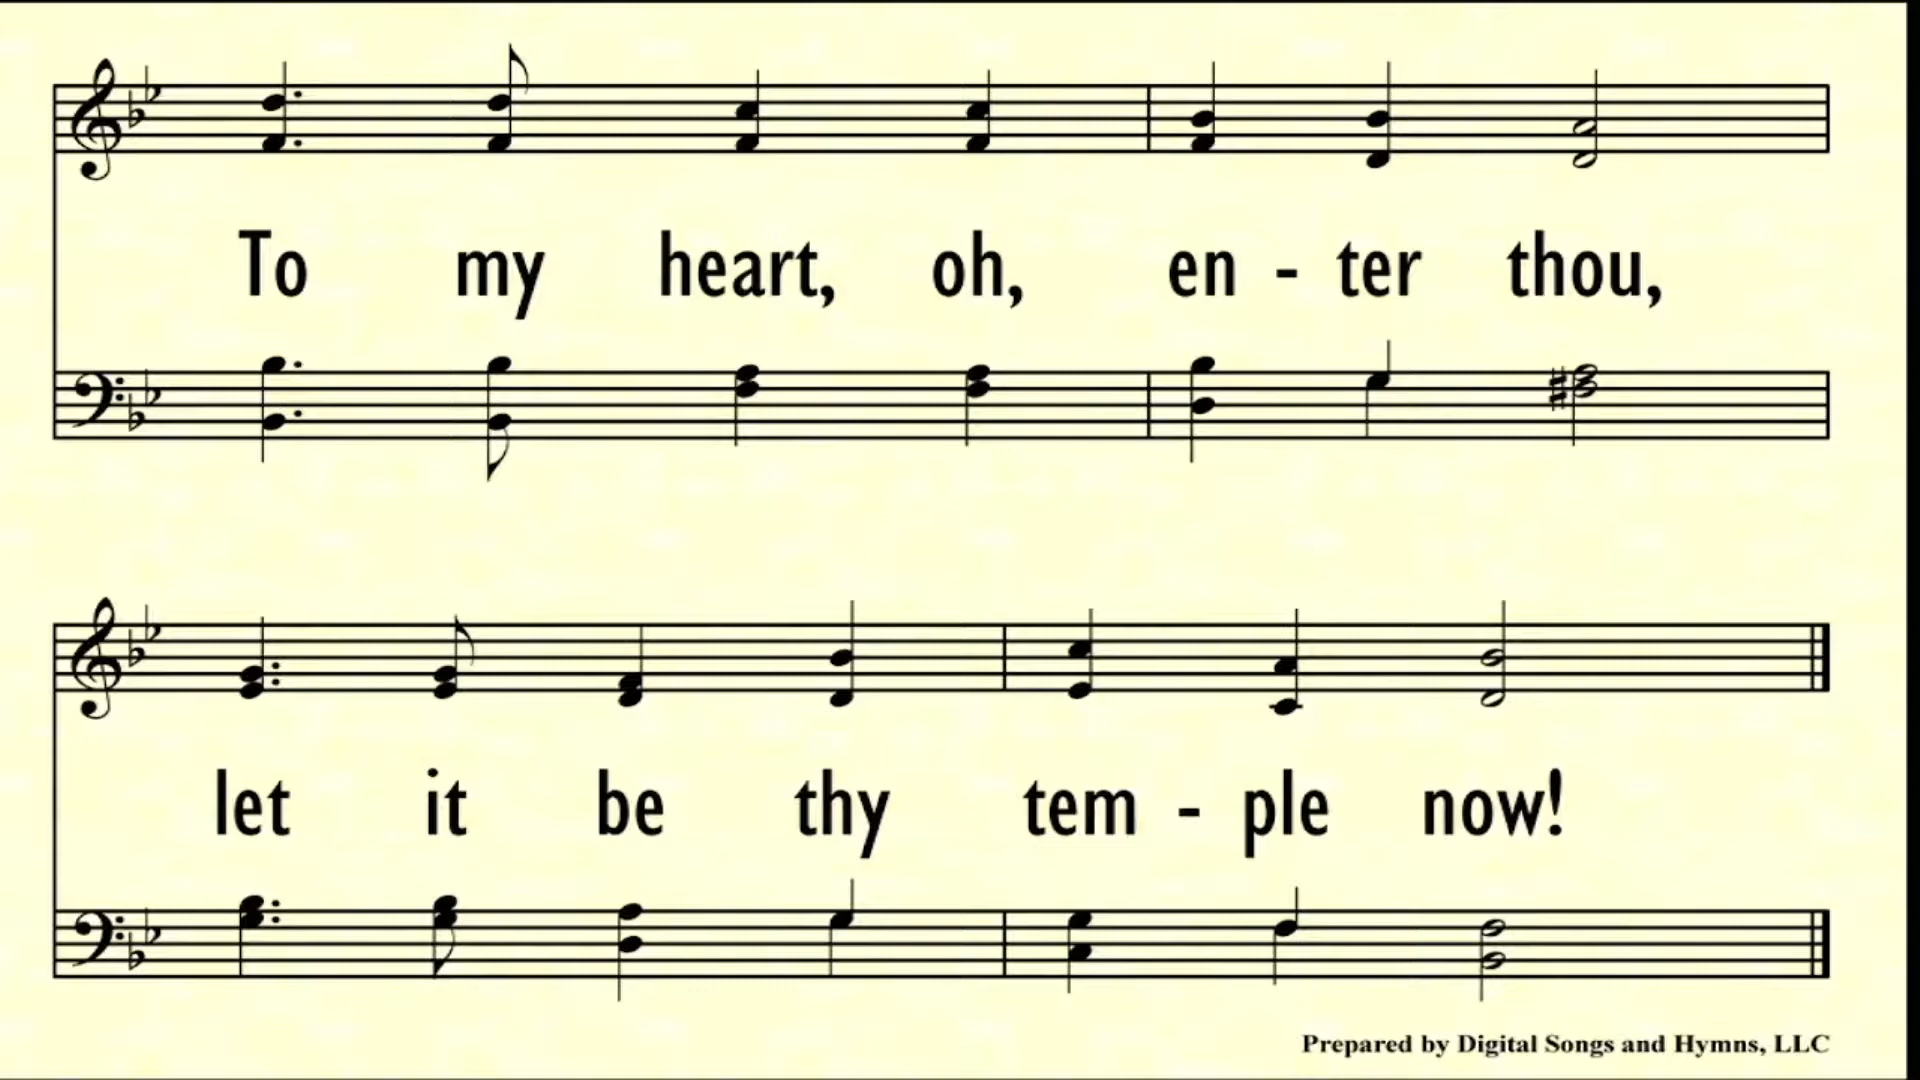 To my heart, oh, en - ter thou,
let it be thy tem - ple now!
Prepared by Digital Songs and Hymns, LLC